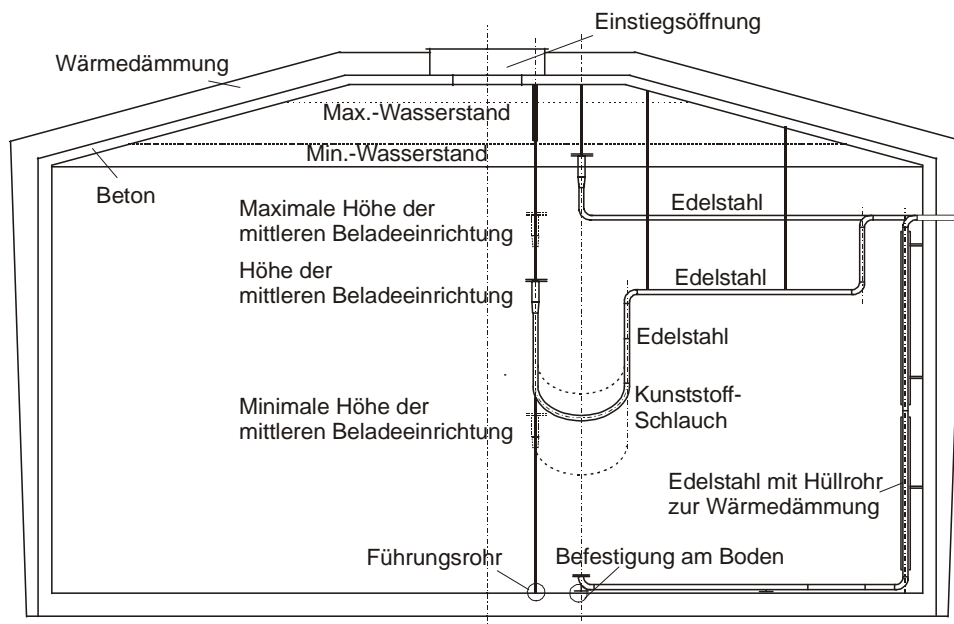 Einstiegsöffnung
Wärmedämmung
Max.-Wasserstand
Min.-Wasserstand
Beton
Edelstahl
Maximale Höhe der
mittleren Beladeeinrichtung
Höhe der
mittleren Beladeeinrichtung
Edelstahl
Edelstahl
Kunststoff-
Schlauch
Minimale Höhe der
mittleren Beladeeinrichtung
Edelstahl mit Hüllrohr
zur Wärmedämmung
Führungsrohr
Befestigung am Boden